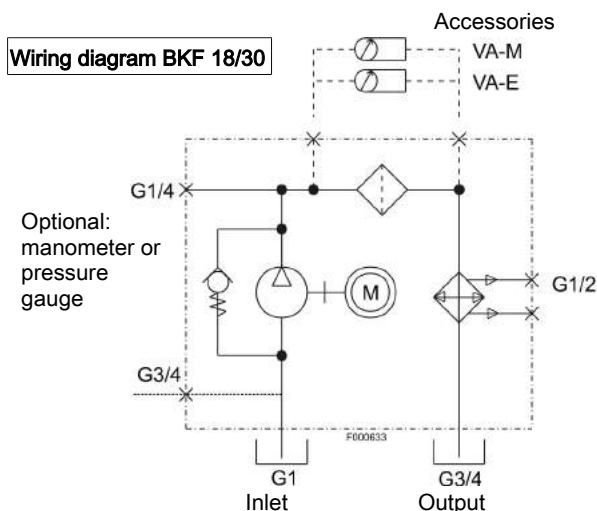 Accessories
Wiring diagram BKF 18/30
VA-M
VA-E
G1/4
Optional:
manometer or
pressure
gauge
M
G1/2
G3/4
F000633
G1
Inlet
G3/4
Output